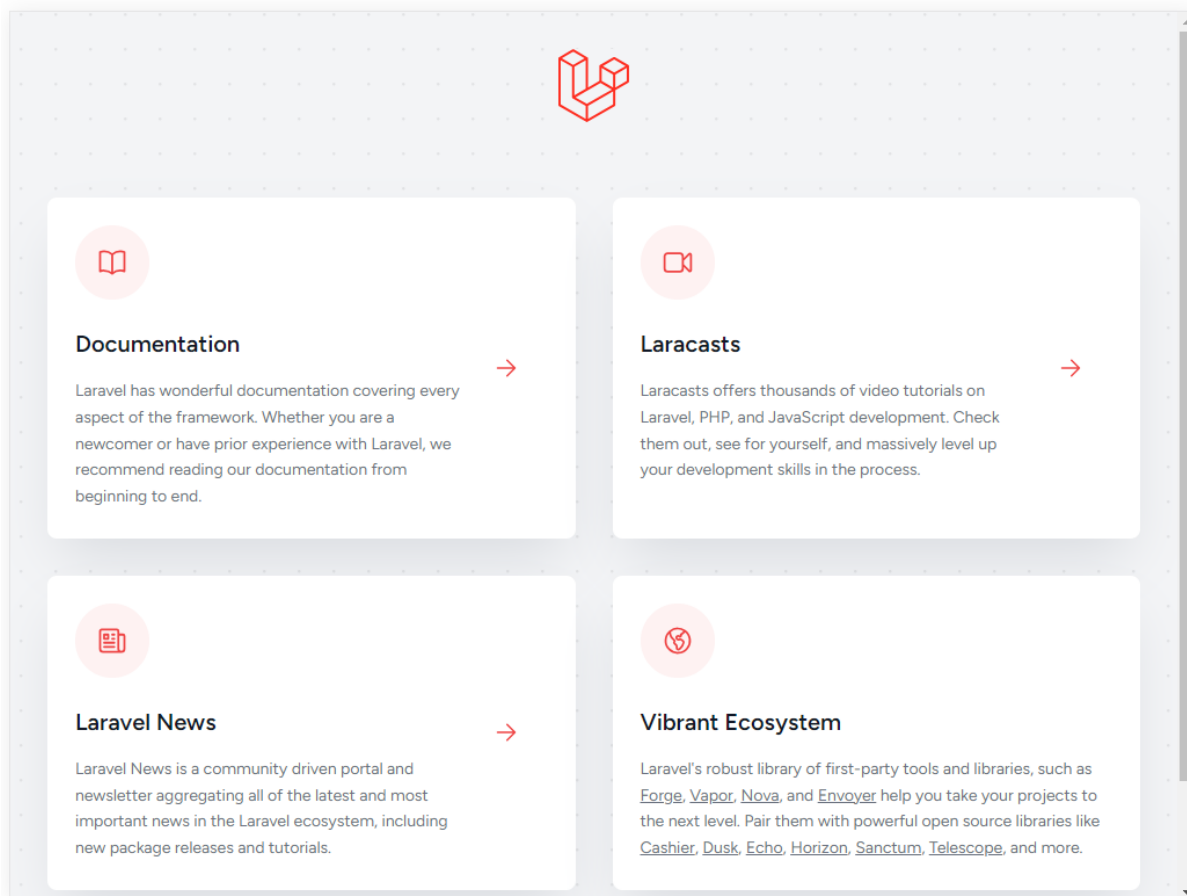 Documentation
Laravel has wonderful documentation covering every
aspect of the framework. Whether you are a
newcomer or have prior experience with Laravel, we
recommend reading our documentation from
beginning to end.
Laracasts
Laracasts offers thousands of video tutorials on
Laravel, PHP, and JavaScript development. Check
them out, see for yourself, and massively level up
your development skills in the process.
Laravel News
Laravel News is a community driven portal and
newsletter aggregating all of the latest and most
important news in the Laravel ecosystem, including
new package releases and tutorials.
Vibrant Ecosystem
Laravel's robust library of first-party tools and libraries, such as
Forge, Vapor, Nova, and Envoyer help you take your projects to
the next level. Pair them with powerful open source libraries like
Cashier, Dusk, Echo, Horizon, Sanctum, Telescope, and more.